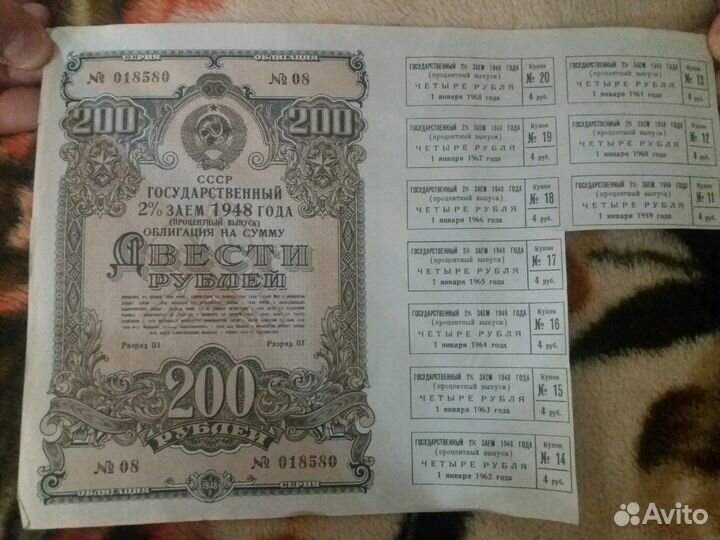 СЕРИЯ ОБЛИГАЦИЯ
№ 018580 № 08
200 200
СССР
ГОСУДАРСТВЕННЫЙ
2% ЗАЕМ 1948 ГОДА
(ПРОЦЕНТНЫЙ ВЫПУСК)
ОБЛИГАЦИЯ НА СУММУ
ДВЕСТИ
РУБЛЕЙ
Разряд 03 Разряд 03
200
РУБЛЕЙ
№ 08 № 018580
ОБЛИГАЦИЯ 1948 СЕРИЯ
ГОСУДАРСТВЕННЫЙ 2% ЗАЕМ 1948 ГОДА
(процентный выпуск)
ЧЕТЫРЕ РУБЛЯ
1 января 1968 года
Купон
№ 20
4 руб.
ГОСУДАРСТВЕННЫЙ 2% ЗАЕМ 1948 ГОДА
(процентный выпуск)
ЧЕТЫРЕ РУБЛЯ
1 января 1967 года
Купон
№ 19
4 руб.
ГОСУДАРСТВЕННЫЙ 2% ЗАЕМ 1948 ГОДА
(процентный выпуск)
ЧЕТЫРЕ РУБЛЯ
1 января 1966 года
Купон
№ 18
4 руб.
ГОСУДАРСТВЕННЫЙ 2% ЗАЕМ 1948 ГОДА
(процентный выпуск)
ЧЕТЫРЕ РУБЛЯ
1 января 1965 года
Купон
№ 17
4 руб.
ГОСУДАРСТВЕННЫЙ 2% ЗАЕМ 1948 ГОДА
(процентный выпуск)
ЧЕТЫРЕ РУБЛЯ
1 января 1964 года
Купон
№ 16
4 руб.
ГОСУДАРСТВЕННЫЙ 2% ЗАЕМ 1948 ГОДА
(процентный выпуск)
ЧЕТЫРЕ РУБЛЯ
1 января 1963 года
Купон
№ 15
4 руб.
ГОСУДАРСТВЕННЫЙ 2% ЗАЕМ 1948 ГОДА
(процентный выпуск)
ЧЕТЫРЕ РУБЛЯ
1 января 1962 года
Купон
№ 14
4 руб.
ГОСУДАРСТВЕННЫЙ 2% ЗАЕМ 1948 ГОДА
(процентный выпуск)
ЧЕТЫРЕ РУБЛЯ
1 января 1961 года
Купон
№ 13
4 руб.
ГОСУДАРСТВЕННЫЙ 2% ЗАЕМ 1948 ГОДА
(процентный выпуск)
ЧЕТЫРЕ РУБЛЯ
1 января 1960 года
Купон
№ 12
4 руб.
ГОСУДАРСТВЕННЫЙ 2% ЗАЕМ 1948 ГОДА
(процентный выпуск)
ЧЕТЫРЕ РУБЛЯ
1 января 1959 года
Купон
№ 11
4 руб.
Avito